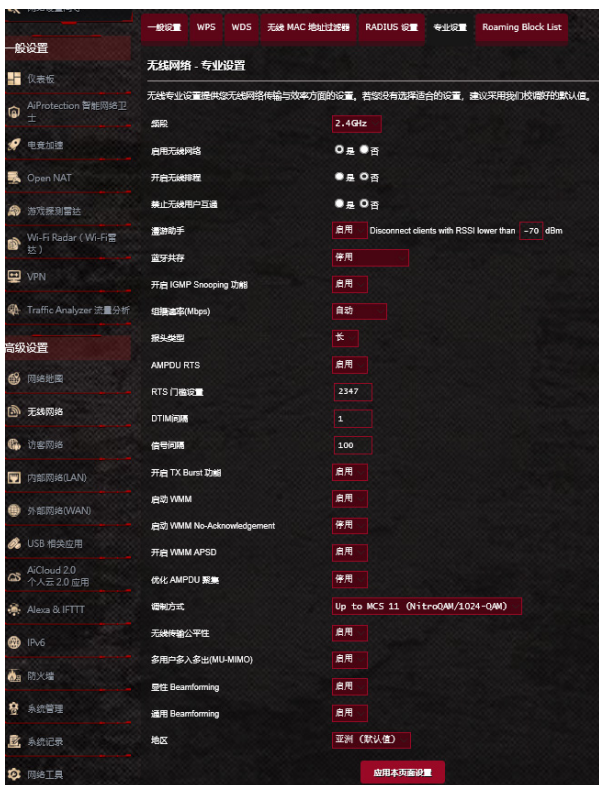 一般设置 WPS WDS 无线 MAC 地址过滤器 RADIUS 设置 专业设置 Roaming Block List
一般设置
仪表板
AiProtection 智能网络卫
士
电竞加速
Open NAT
游戏探测雷达
Wi-Fi Radar ( Wi-Fi雷
达 )
VPN
Traffic Analyzer 流量分析
高级设置
网络地图
无线网络
访客网络
内部网络(LAN)
外部网络(WAN)
USB 相关应用
AiCloud 2.0
个人云 2.0 应用
Alexa & IFTTT
IPv6
防火墙
系统管理
系统记录
网络工具
无线网络 - 专业设置
无线专业设置提供您无线网络传输与效率方面的设置。若您没有选择适合的设置，建议采用我们校调好的默认值。
频段 2.4GHz
启用无线网络 是 否
开启无线排程 是 否
禁止无线用户互通 是 否
漫游助手 启用 Disconnect clients with RSSI lower than -70 dBm
蓝牙共存 停用
开启 IGMP Snooping 功能 启用
组播速率(Mbps) 自动
报头类型 长
AMPDU RTS 启用
RTS 门槛设置 2347
DTIM间隔 1
信号间隔 100
开启 TX Burst 功能 启用
启动 WMM 启用
启动 WMM No-Acknowledgement 停用
开启 WMM APSD 启用
优化 AMPDU 聚集 停用
调制方式 Up to MCS 11 (NitroQAM/1024-QAM)
无线传输公平性 启用
多用户多入多出(MU-MIMO) 启用
显性 Beamforming 启用
通用 Beamforming 启用
地区 亚洲 (默认值)
应用本页面设置